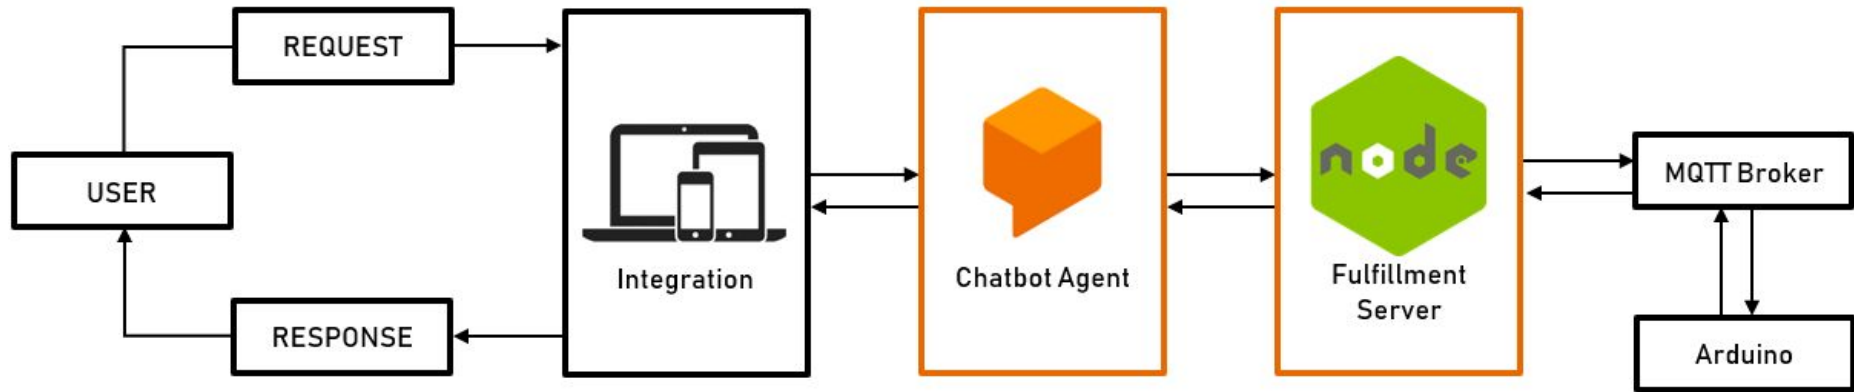 REQUEST
USER
RESPONSE
Integration
Chatbot Agent
node
Fulfillment
Server
MQTT Broker
Arduino